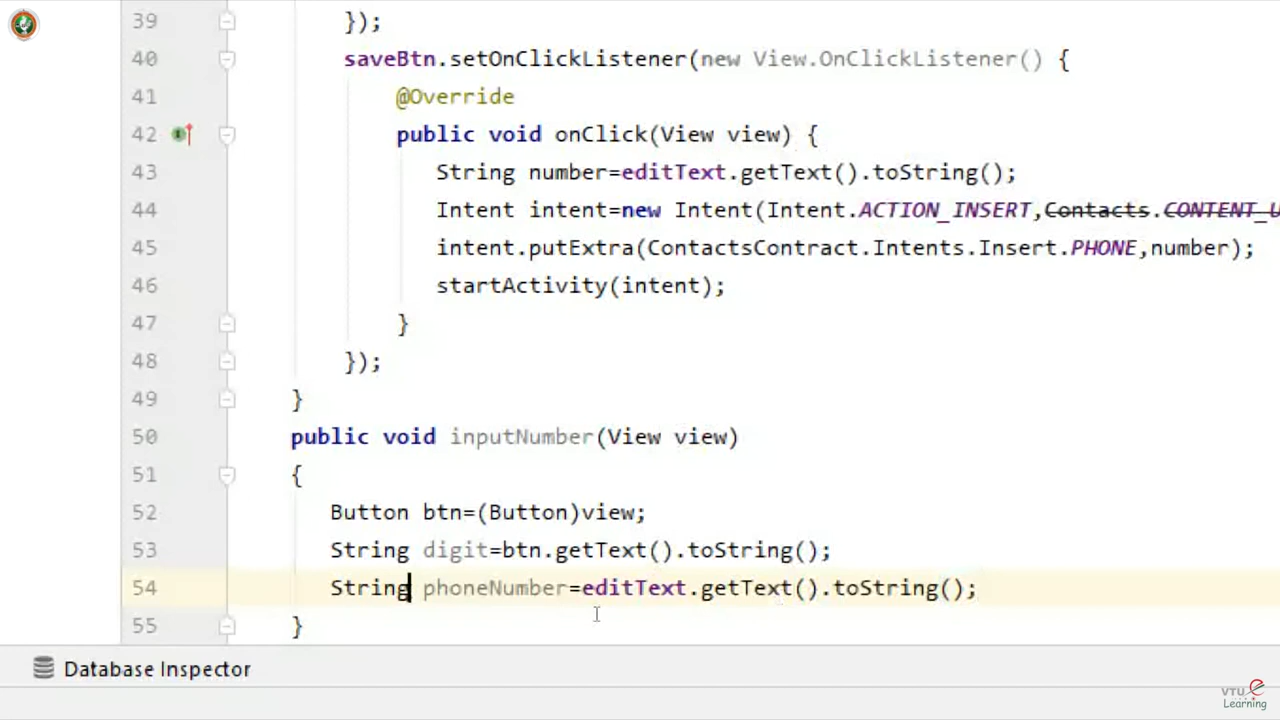 39 });
40 saveBtn.setOnClickListener(new View.OnClickListener() {
41 @Override
42 public void onClick(View view) {
43 String number=editText.getText().toString();
44 Intent intent=new Intent(Intent.ACTION_INSERT,Contacts.CONTENT_U
45 intent.putExtra(ContactsContract.Intents.Insert.PHONE,number);
46 startActivity(intent);
47 }
48 });
49 }
50 public void inputNumber(View view)
51 {
52 Button btn=(Button)view;
53 String digit=btn.getText().toString();
54 String phoneNumber=editText.getText().toString();
55 }
Database Inspector
VTU e
Learning